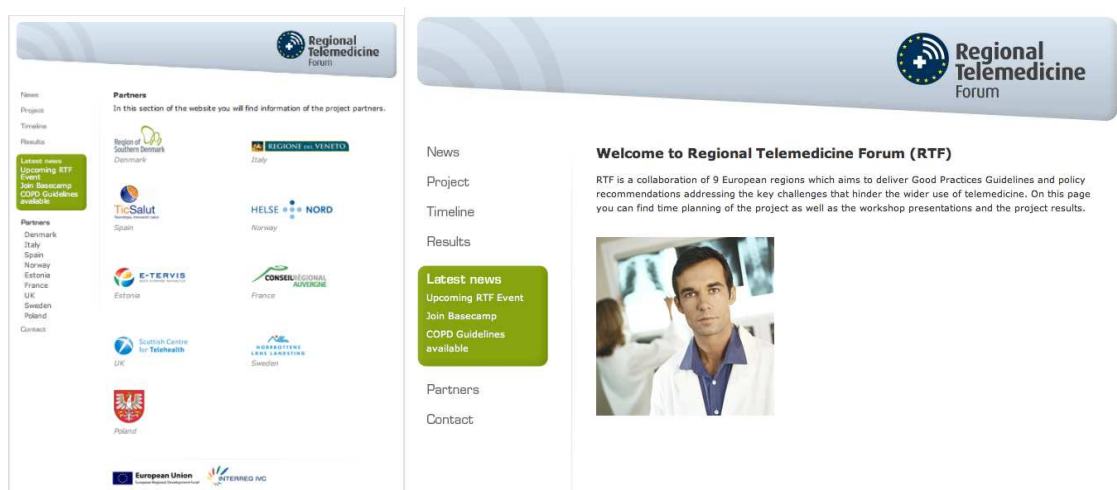 Regional
Telemedicine
Forum
News
Project
Timeline
Results
Latest news
Upcoming RTF
Event
Join Basecamp
COPD Guidelines
available
Partners
Denmark
Italy
Spain
Norway
Estonia
France
UK
Sweden
Poland
Contact
Partners
In this section of the website you will find information of the project partners.
Region of
Southern Denmark
Denmark
REGIONE DEL VENETO
Italy
TicSalut
Spain
HELSE NORD
Norway
E-TERVIS
Estonia
CONSEIL RÉGIONAL
AUVERGNE
France
Scottish Centre
for Telehealth
UK
NORRBOTTENS
LÄNS LANDSTING
Sweden
Poland
European Union
European Regional Development Fund
INTERREG IVC
Regional
Telemedicine
Forum
News
Project
Timeline
Results
Latest news
Upcoming RTF Event
Join Basecamp
COPD Guidelines
available
Partners
Contact
Welcome to Regional Telemedicine Forum (RTF)
RTF is a collaboration of 9 European regions which aims to deliver Good Practices Guidelines and policy
recommendations addressing the key challenges that hinder the wider use of telemedicine. On this page
you can find time planning of the project as well as the workshop presentations and the project results.